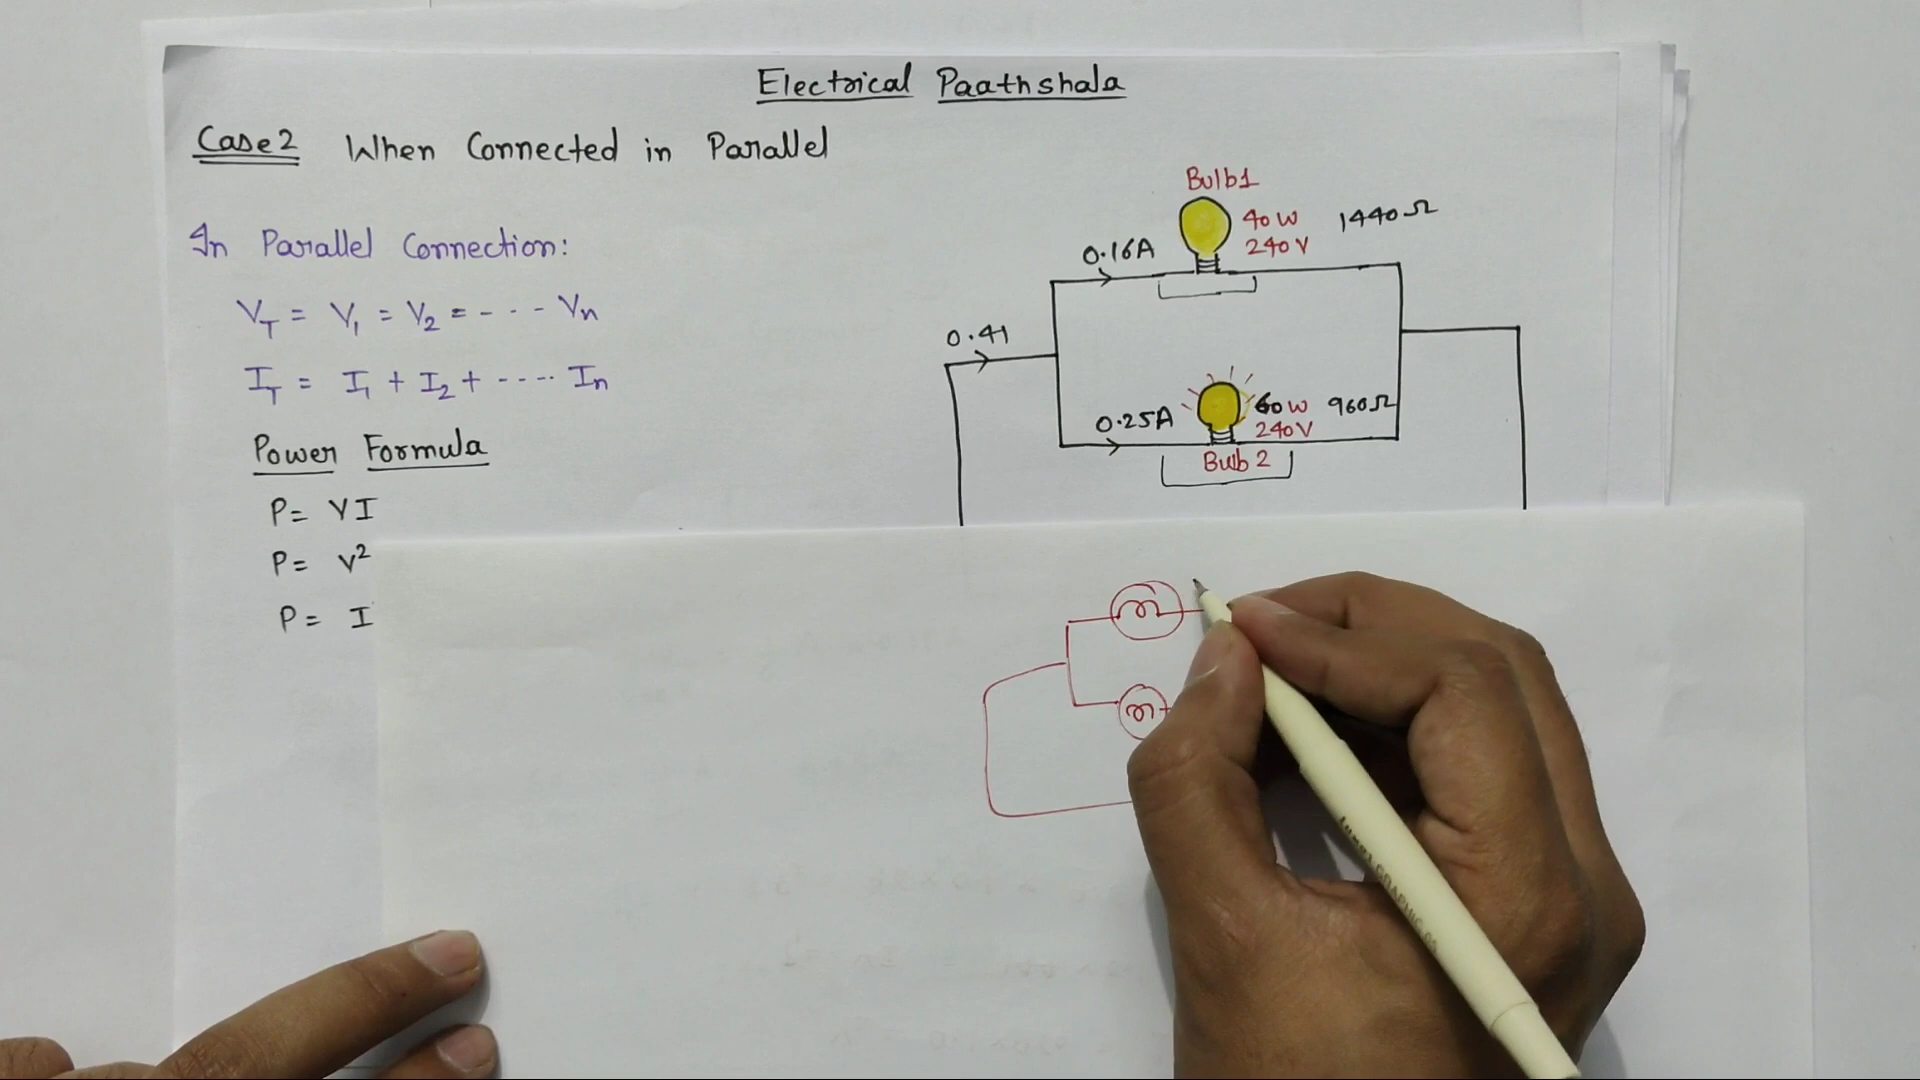 Electrical Paathshala
Case 2 When Connected in Parallel
In Parallel Connection:
V_T = V_1 = V_2 = - - - - V_n
I_T = I_1 + I_2 + - - - - I_n
Power Formula
P = VI
P = V²
P = I
Bulb1
40 W
240 V
1440 Ω
0.16A
0.41
0.25A
60 W
240 V
960 Ω
Bulb 2